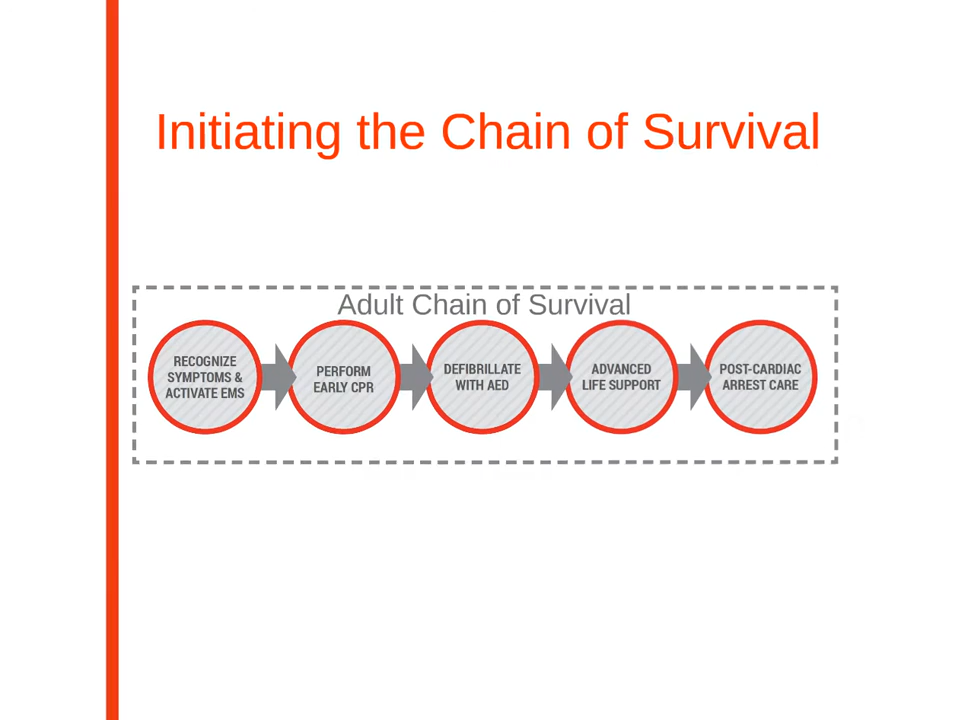 Initiating the Chain of Survival
Adult Chain of Survival
RECOGNIZE
SYMPTOMS &
ACTIVATE EMS
PERFORM
EARLY CPR
DEFIBRILLATE
WITH AED
ADVANCED
LIFE SUPPORT
POST-CARDIAC
ARREST CARE